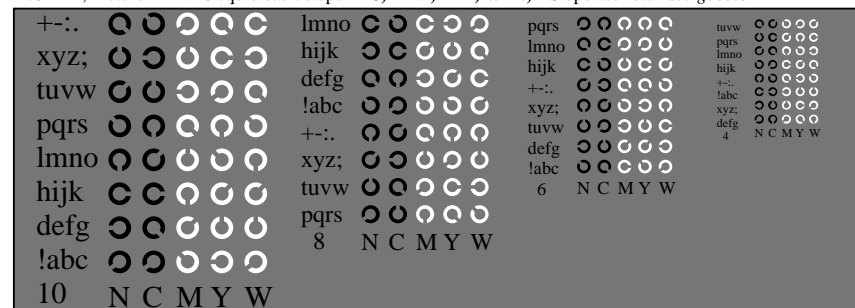 +-:.
xyz;
tuvw
pqrs
lmno
hijk
defg
!abc
10 N C M Y W
lmno
hijk
defg
!abc
+-:.
xyz;
tuvw
pqrs
8 N C M Y W
pqrs
lmno
hijk
+-:.
xyz;
tuvw
defg
!abc
6 N C M Y W
tuvw
pqrs
lmno
hijk
+-:.
!abc
xyz;
defg
4 N C M Y W